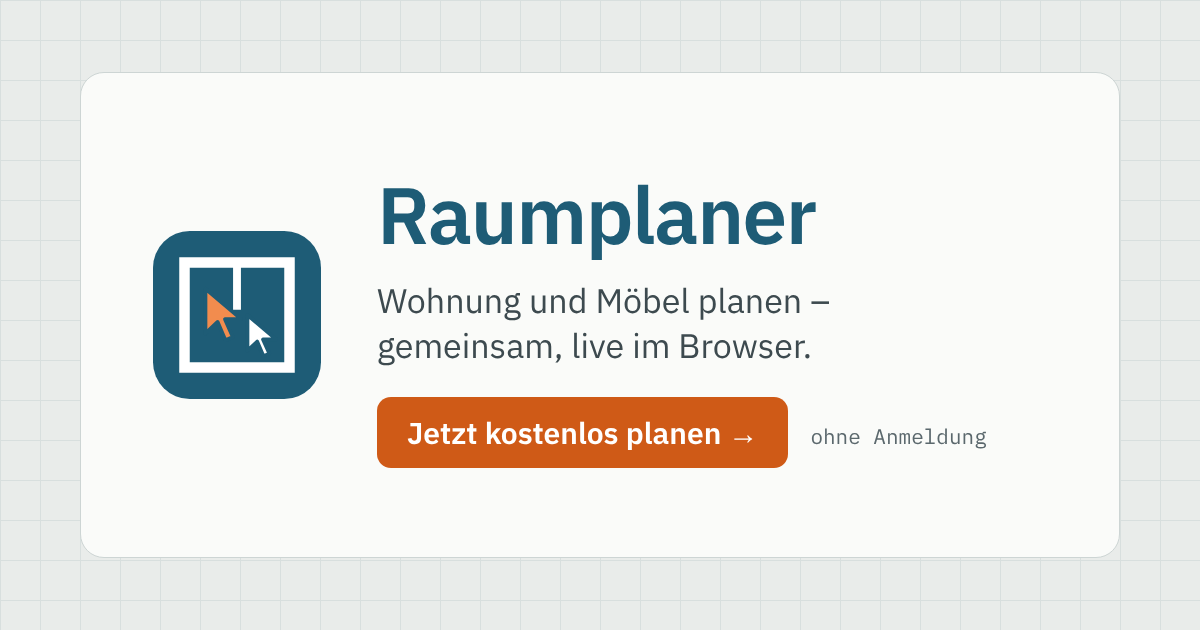 Raumplaner
Wohnung und Möbel planen –
gemeinsam, live im Browser.
Jetzt kostenlos planen →
ohne Anmeldung